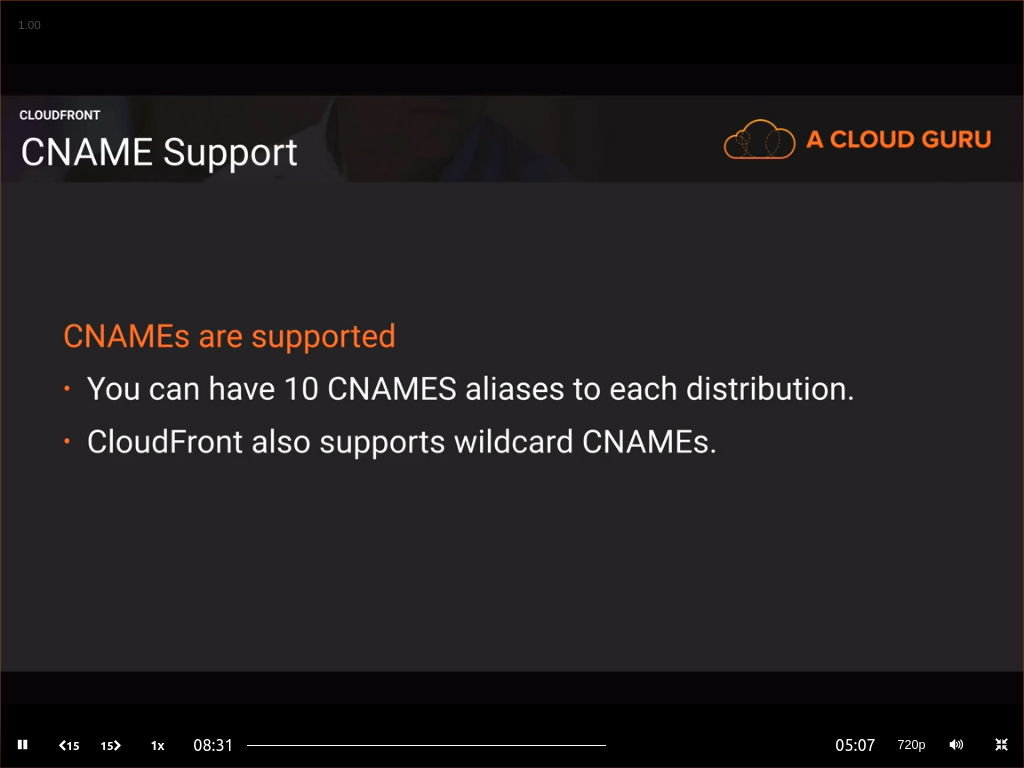 1.00
CLOUDFRONT
CNAME Support
A CLOUD GURU
CNAMEs are supported
• You can have 10 CNAMES aliases to each distribution.
• CloudFront also supports wildcard CNAMEs.
15 15 1x 08:31 05:07 720p